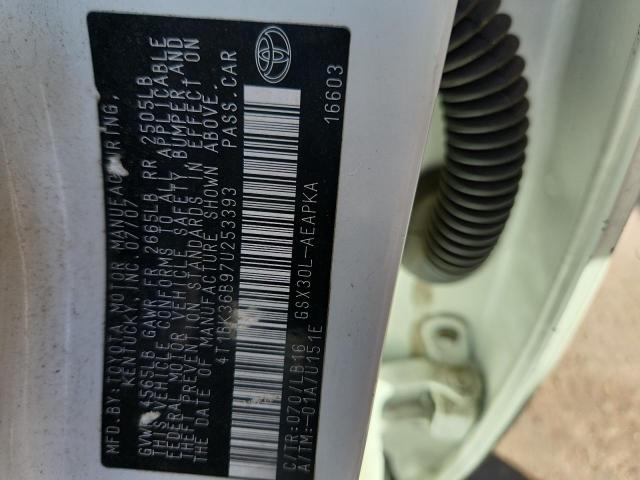 MFD. BY: TOYOTA MOTOR MANUFACTURING,
KENTUCKY, INC. 07/07
GVWR 4565LB GAWR FR 2665LB RR 2505LB
THIS VEHICLE CONFORMS TO ALL APPLICABLE
FEDERAL MOTOR VEHICLE SAFETY, BUMPER, AND
THEFT PREVENTION STANDARDS IN EFFECT ON
THE DATE OF MANUFACTURE SHOWN ABOVE.
4T1BK36B97U253393 PASS. CAR
C/TR: 070/LB16 GSX30L-AEAPKA
A/TM: -01A/U151E 16603